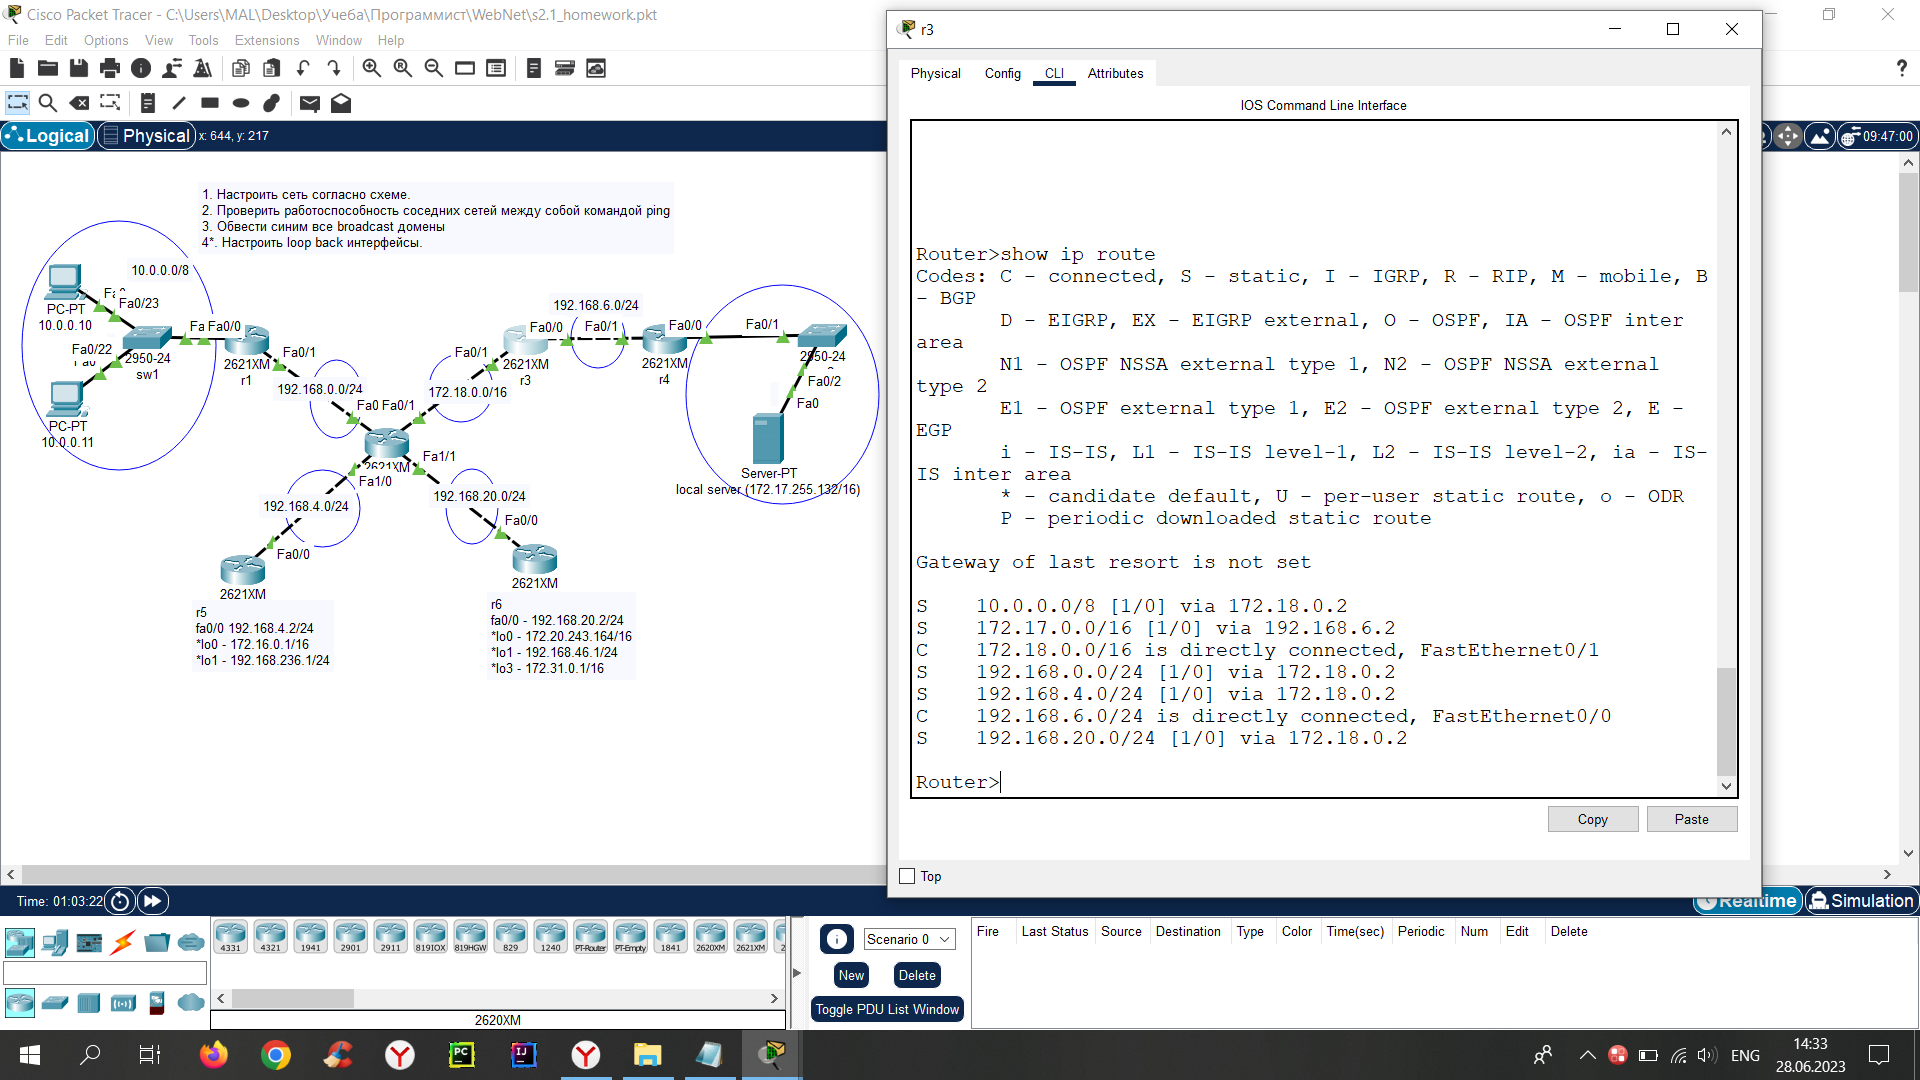 Cisco Packet Tracer - C:\Users\MAL\Desktop\Учеба\Программист\WebNet\s2.1_homework.pkt
File Edit Options View Tools Extensions Window Help
Logical Physical x: 644, y: 217
09:47:00
1. Настроить сеть согласно схеме.
2. Проверить работоспособность соседних сетей между собой командой ping
3. Обвести синим все broadcast домены
4*. Настроить loop back интерфейсы.
10.0.0.0/8
Fa0/23
PC-PT
10.0.0.10
Fa0/22
PC-PT
10.0.0.11
2950-24
sw1
Fa0/0
2621XM
r1
Fa0/1
192.168.0.0/24
Fa0
Fa0/1
2621XM
Fa1/0
Fa1/1
192.168.4.0/24
Fa0/0
2621XM
r5
fa0/0 192.168.4.2/24
*lo0 - 172.16.0.1/16
*lo1 - 192.168.236.1/24
192.168.20.0/24
Fa0/0
2621XM
r6
fa0/0 - 192.168.20.2/24
*lo0 - 172.20.243.164/16
*lo1 - 192.168.46.1/24
*lo3 - 172.31.0.1/16
172.18.0.0/16
Fa0/1
Fa0/0
2621XM
r3
192.168.6.0/24
Fa0/1
Fa0/0
2621XM
r4
Fa0/1
2950-24
Fa0/2
Fa0
Server-PT
local server (172.17.255.132/16)
r3
Physical Config CLI Attributes
IOS Command Line Interface
Router>show ip route
Codes: C - connected, S - static, I - IGRP, R - RIP, M - mobile, B
- BGP
D - EIGRP, EX - EIGRP external, O - OSPF, IA - OSPF inter
area
N1 - OSPF NSSA external type 1, N2 - OSPF NSSA external
type 2
E1 - OSPF external type 1, E2 - OSPF external type 2, E -
EGP
i - IS-IS, L1 - IS-IS level-1, L2 - IS-IS level-2, ia - IS-
IS inter area
* - candidate default, U - per-user static route, o - ODR
P - periodic downloaded static route
Gateway of last resort is not set
S 10.0.0.0/8 [1/0] via 172.18.0.2
S 172.17.0.0/16 [1/0] via 192.168.6.2
C 172.18.0.0/16 is directly connected, FastEthernet0/1
S 192.168.0.0/24 [1/0] via 172.18.0.2
S 192.168.4.0/24 [1/0] via 172.18.0.2
C 192.168.6.0/24 is directly connected, FastEthernet0/0
S 192.168.20.0/24 [1/0] via 172.18.0.2
Router>
Copy Paste
Top
Time: 01:03:22
Realtime Simulation
4331 4321 1941 2901 2911 819IOX 819HGW 829 1240 PT-Router PT-Empty 1841 2620XM 2621XM
2620XM
Scenario 0
New Delete
Toggle PDU List Window
Fire Last Status Source Destination Type Color Time(sec) Periodic Num Edit Delete
ENG
14:33
28.06.2023